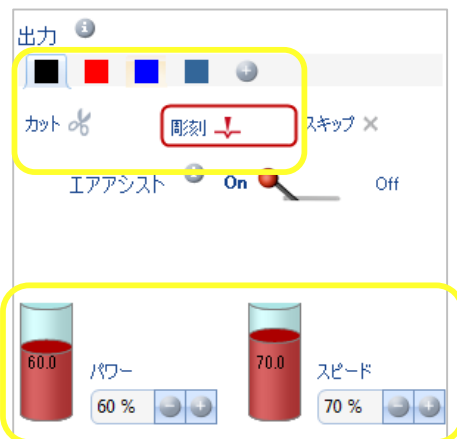 出力
カット 彫刻 スキップ
エアアシスト On Off
60.0 70.0
パワー スピード
60 % 70 %